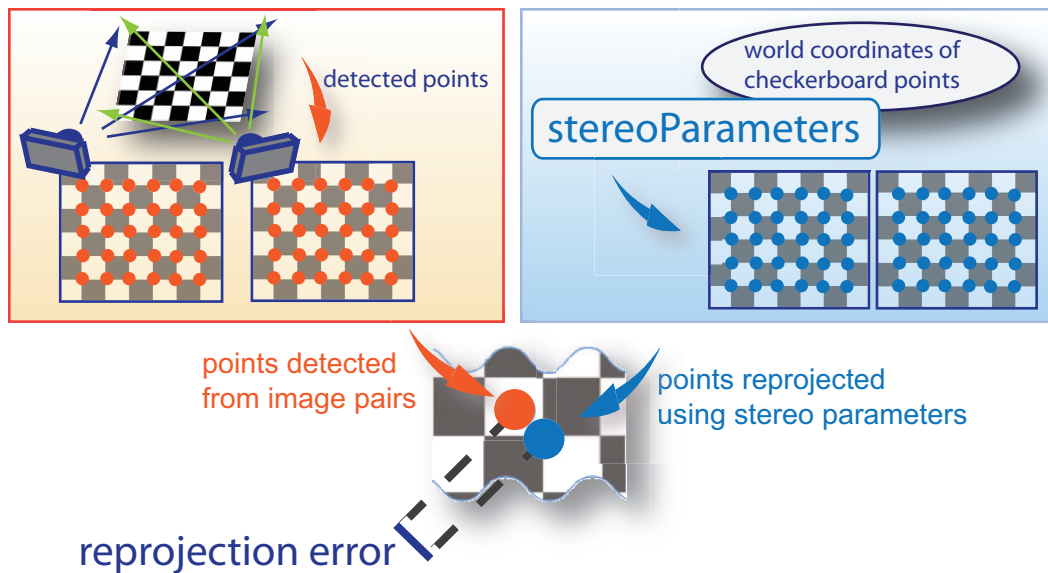 detected points
world coordinates of
checkerboard points
stereoParameters
points detected
from image pairs
points reprojected
using stereo parameters
reprojection error